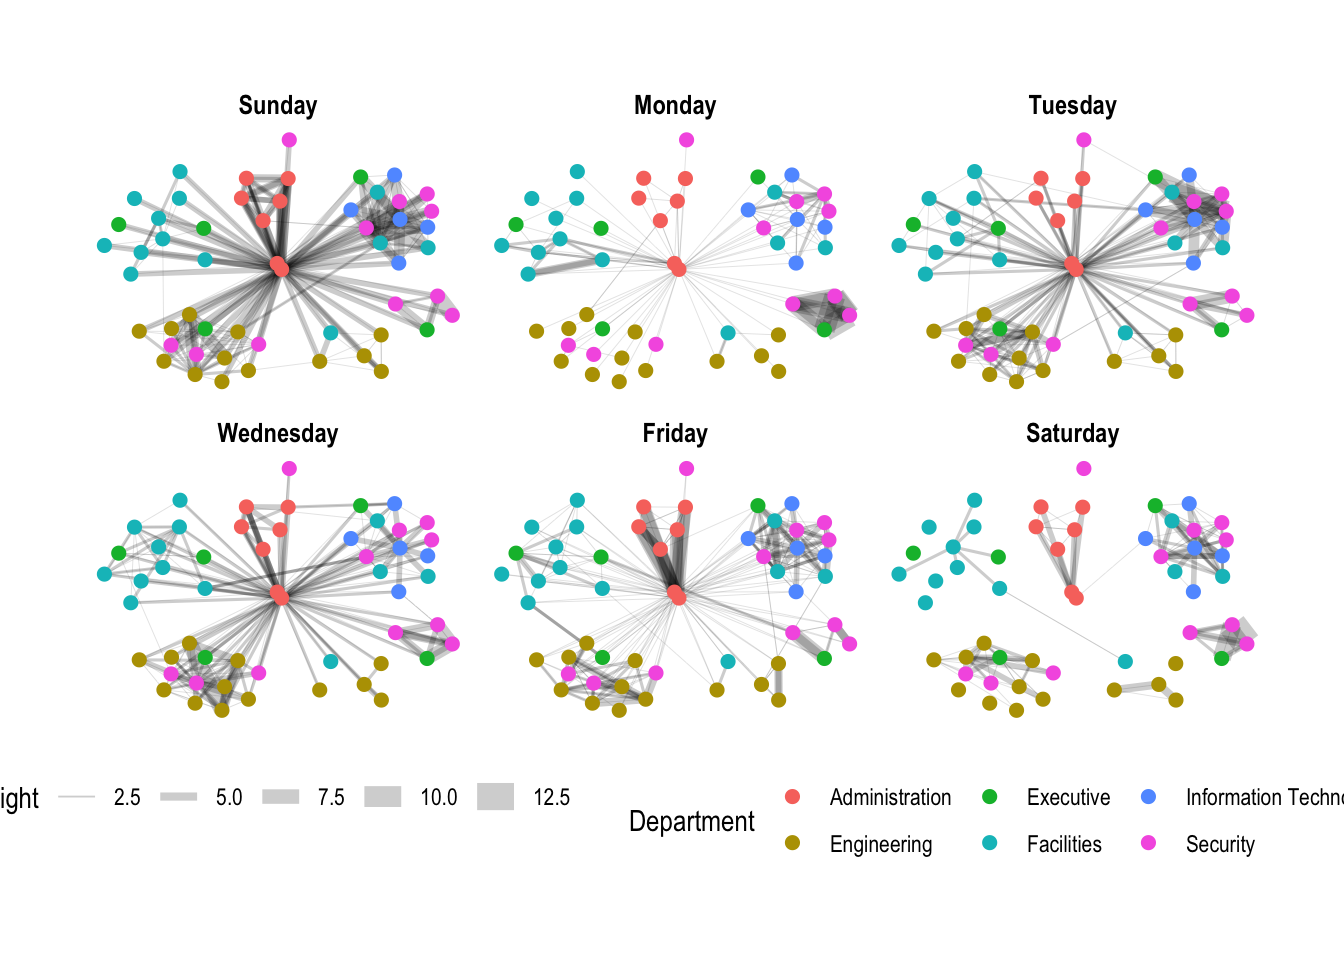 Sunday Monday Tuesday
Wednesday Friday Saturday
2.5 5.0 7.5 10.0 12.5
Department
Administration Executive Information
Engineering Facilities Security